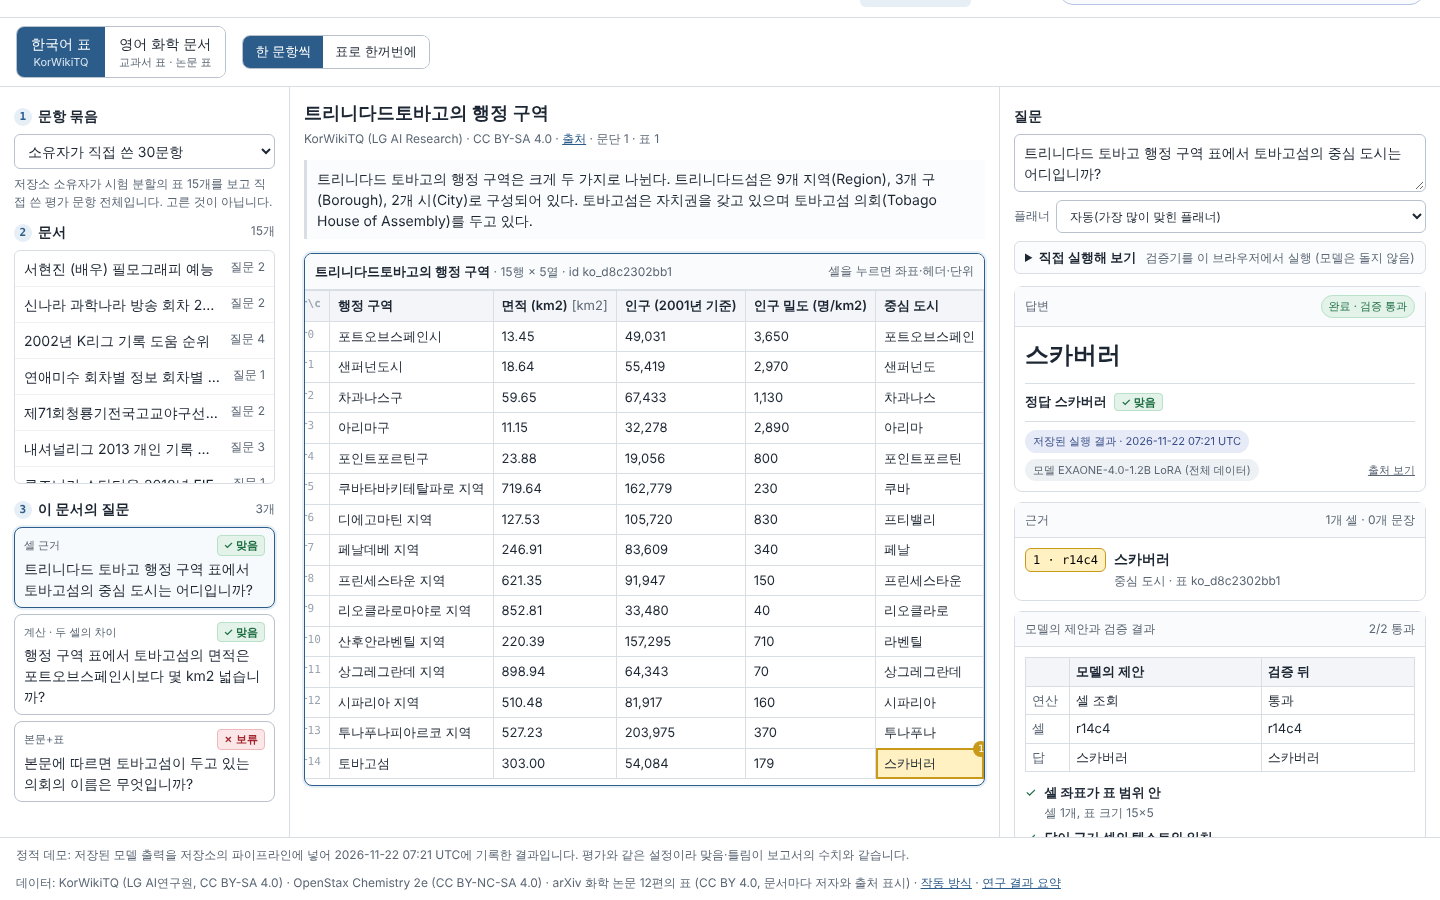 한국어 표
KorWikiTQ
영어 화학 문서
교과서 표 · 논문 표
한 문항씩
표로 한꺼번에
1 문항 묶음
소유자가 직접 쓴 30문항
저장소 소유자가 시험 분할의 표 15개를 보고 직
접 쓴 평가 문항 전체입니다. 고른 것이 아닙니다.
2 문서 15개
서현진 (배우) 필모그래피 예능 질문 2
신나라 과학나라 방송 회차 2... 질문 2
2002년 K리그 기록 도움 순위 질문 4
연애미수 회차별 정보 회차별 ... 질문 1
제71회청룡기전국고교야구선... 질문 2
내셔널리그 2013 개인 기록 ... 질문 3
3 이 문서의 질문 3개
셀 근거 ✓ 맞음
트리니다드 토바고 행정 구역 표에서
토바고섬의 중심 도시는 어디입니까?
계산 · 두 셀의 차이 ✓ 맞음
행정 구역 표에서 토바고섬의 면적은
포트오브스페인시보다 몇 km2 넓습니
까?
본문+표 × 보류
본문에 따르면 토바고섬이 두고 있는
의회의 이름은 무엇입니까?
트리니다드토바고의 행정 구역
KorWikiTQ (LG AI Research) · CC BY-SA 4.0 · 출처 · 문단 1 · 표 1
트리니다드 토바고의 행정 구역은 크게 두 가지로 나뉜다. 트리니다드섬은 9개 지역(Region), 3개 구
(Borough), 2개 시(City)로 구성되어 있다. 토바고섬은 자치권을 갖고 있으며 토바고섬 의회(Tobago
House of Assembly)를 두고 있다.
트리니다드토바고의 행정 구역 · 15행 × 5열 · id ko_d8c2302bb1 셀을 누르면 좌표·헤더·단위
\c 행정 구역 면적 (km2) [km2] 인구 (2001년 기준) 인구 밀도 (명/km2) 중심 도시
r0 포트오브스페인시 13.45 49,031 3,650 포트오브스페인
r1 샌퍼넌도시 18.64 55,419 2,970 샌퍼넌도
r2 차과나스구 59.65 67,433 1,130 차과나스
r3 아리마구 11.15 32,278 2,890 아리마
r4 포인트포르틴구 23.88 19,056 800 포인트포르틴
r5 쿠바타바키테탈파로 지역 719.64 162,779 230 쿠바
r6 디에고마틴 지역 127.53 105,720 830 프티밸리
r7 페날데베 지역 246.91 83,609 340 페날
r8 프린세스타운 지역 621.35 91,947 150 프린세스타운
r9 리오클라로마야로 지역 852.81 33,480 40 리오클라로
r10 산후안라벤틸 지역 220.39 157,295 710 라벤틸
r11 상그레그란데 지역 898.94 64,343 70 상그레그란데
r12 시파리아 지역 510.48 81,917 160 시파리아
r13 투나푸나피아르코 지역 527.23 203,975 370 투나푸나
r14 토바고섬 303.00 54,084 179 스카버러 1
질문
트리니다드 토바고 행정 구역 표에서 토바고섬의 중심 도시는
어디입니까?
플래너 자동(가장 많이 맞힌 플래너)
▶ 직접 실행해 보기 검증기를 이 브라우저에서 실행 (모델은 돌지 않음)
답변 완료 · 검증 통과
스카버러
정답 스카버러 ✓ 맞음
저장된 실행 결과 · 2026-11-22 07:21 UTC
모델 EXAONE-4.0-1.2B LoRA (전체 데이터) 출처 보기
근거 1개 셀 · 0개 문장
1 · r14c4 스카버러
중심 도시 · 표 ko_d8c2302bb1
모델의 제안과 검증 결과 2/2 통과
모델의 제안 검증 뒤
연산 셀 조회 통과
셀 r14c4 r14c4
답 스카버러 스카버러
✓ 셀 좌표가 표 범위 안
셀 1개, 표 크기 15×5
정적 데모: 저장된 모델 출력을 저장소의 파이프라인에 넣어 2026-11-22 07:21 UTC에 기록한 결과입니다. 평가와 같은 설정이라 맞음·틀림이 보고서의 수치와 같습니다.
데이터: KorWikiTQ (LG AI연구원, CC BY-SA 4.0) · OpenStax Chemistry 2e (CC BY-NC-SA 4.0) · arXiv 화학 논문 12편의 표 (CC BY 4.0, 문서마다 저자와 출처 표시) · 작동 방식 · 연구 결과 요약